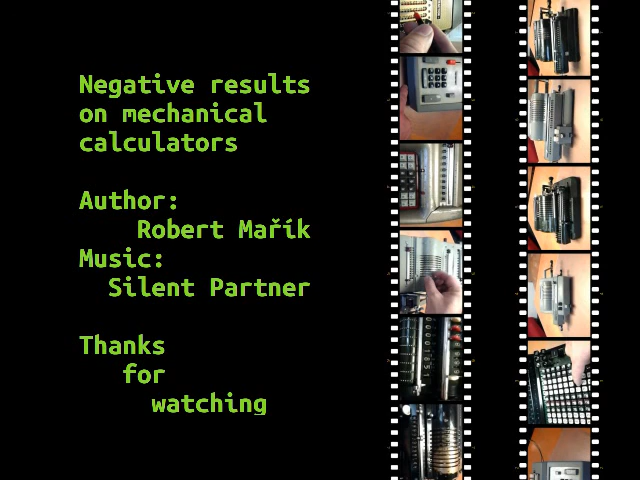 Negative results
on mechanical
calculators
Author:
Robert Mařík
Music:
Silent Partner
Thanks
for
watching